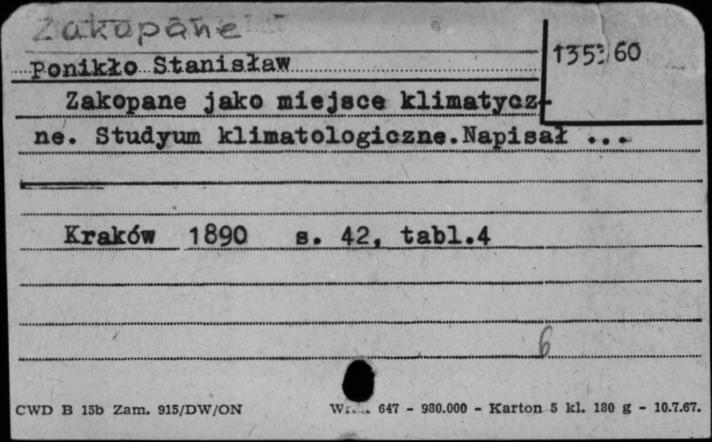 Zakopane
135 60
Ponikło Stanisław
Zakopane jako miejsce klimatycz-
ne. Studyum klimatologiczne.Napisał ...
Kraków 1890 s. 42, tabl.4
6
CWD B 15b Zam. 915/DW/ON 647 - 980.000 - Karton 5 kl. 180 g - 10.7.67.